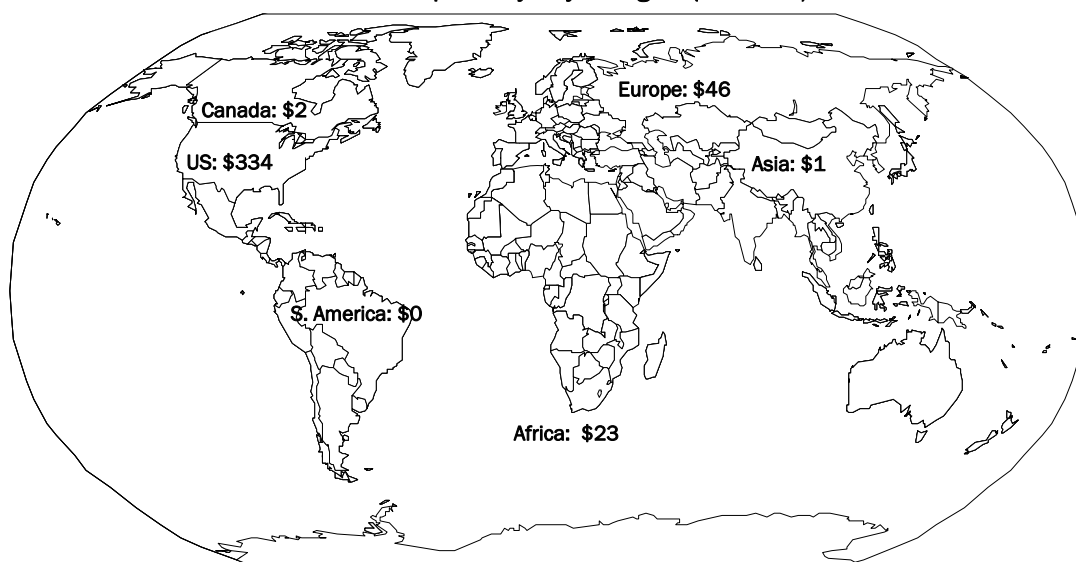 Europe: $46
Canada: $2
US: $334
Asia: $1
S. America: $0
Africa: $23